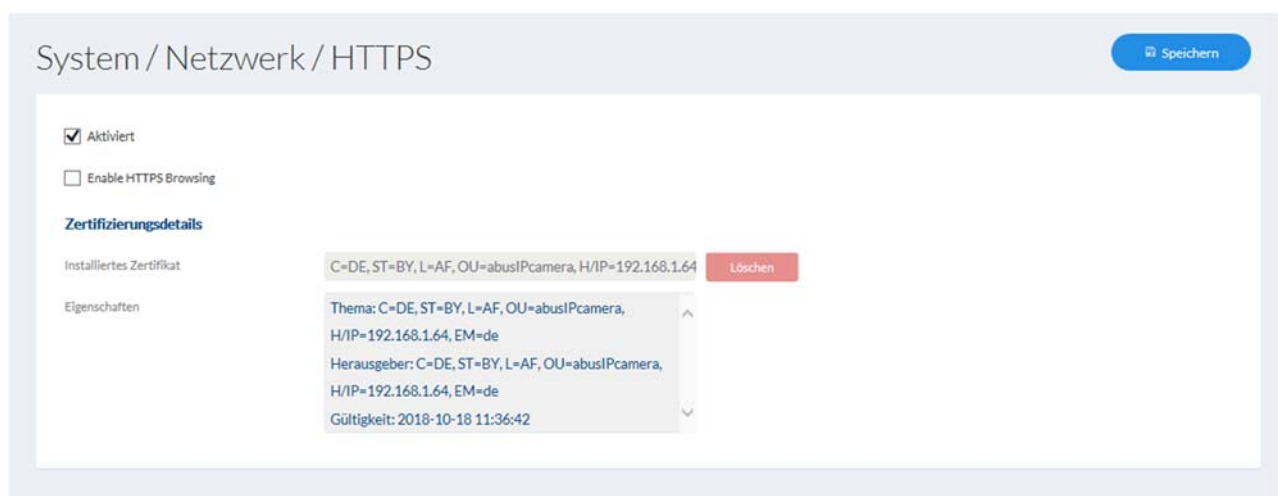 System / Netzwerk / HTTPS
Speichern
Aktiviert
Enable HTTPS Browsing
Zertifizierungsdetails
Installiertes Zertifikat
C=DE, ST=BY, L=AF, OU=abusIPcamera, H/IP=192.168.1.64
Löschen
Eigenschaften
Thema: C=DE, ST=BY, L=AF, OU=abusIPcamera,
H/IP=192.168.1.64, EM=de
Herausgeber: C=DE, ST=BY, L=AF, OU=abusIPcamera,
H/IP=192.168.1.64, EM=de
Gültigkeit: 2018-10-18 11:36:42